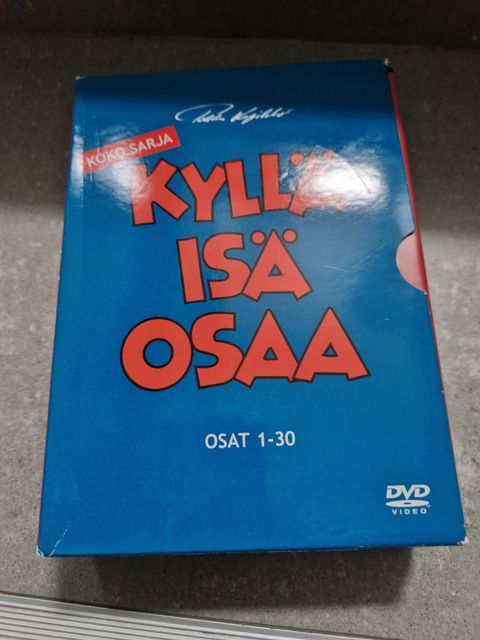 KOKO SARJA
KYLLÄ
ISÄ
OSAA
OSAT 1-30
DVD
VIDEO